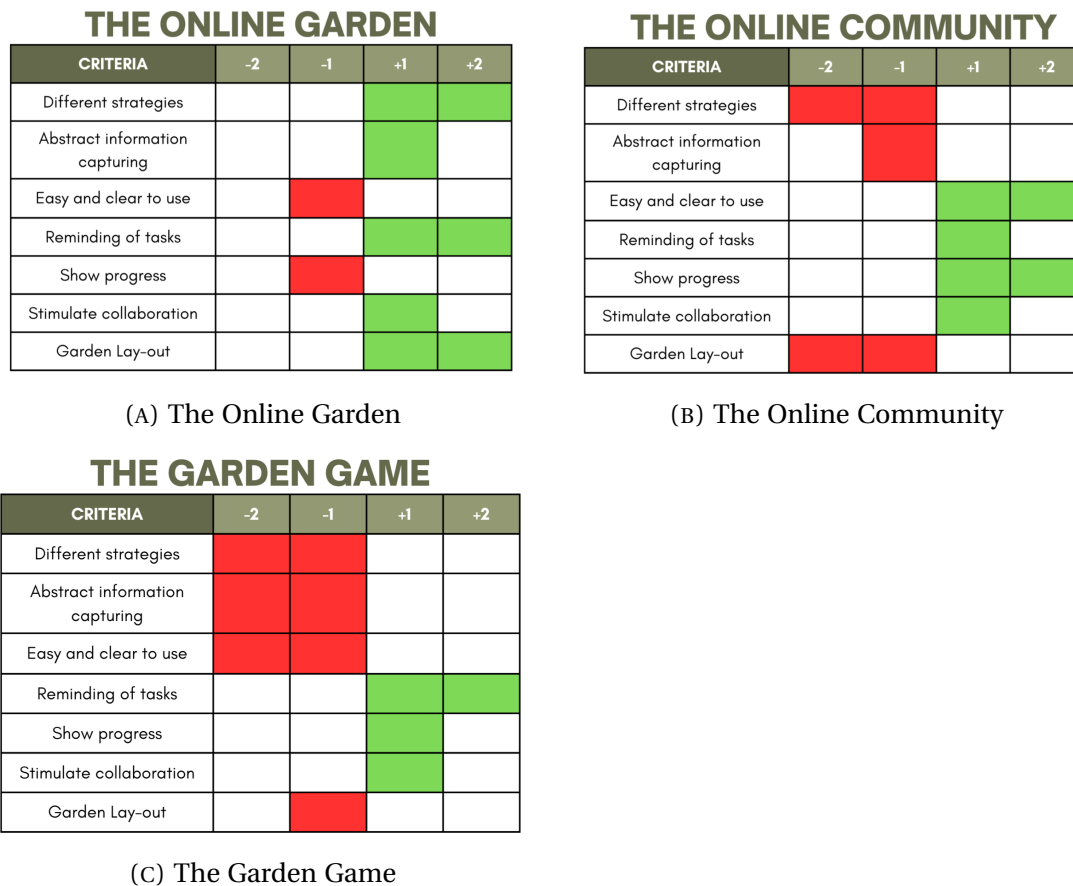 THE ONLINE GARDEN
CRITERIA -2 -1 +1 +2
Different strategies
Abstract information
capturing
Easy and clear to use
Reminding of tasks
Show progress
Stimulate collaboration
Garden Lay-out
(A) The Online Garden
THE ONLINE COMMUNITY
CRITERIA -2 -1 +1 +2
Different strategies
Abstract information
capturing
Easy and clear to use
Reminding of tasks
Show progress
Stimulate collaboration
Garden Lay-out
(B) The Online Community
THE GARDEN GAME
CRITERIA -2 -1 +1 +2
Different strategies
Abstract information
capturing
Easy and clear to use
Reminding of tasks
Show progress
Stimulate collaboration
Garden Lay-out
(C) The Garden Game